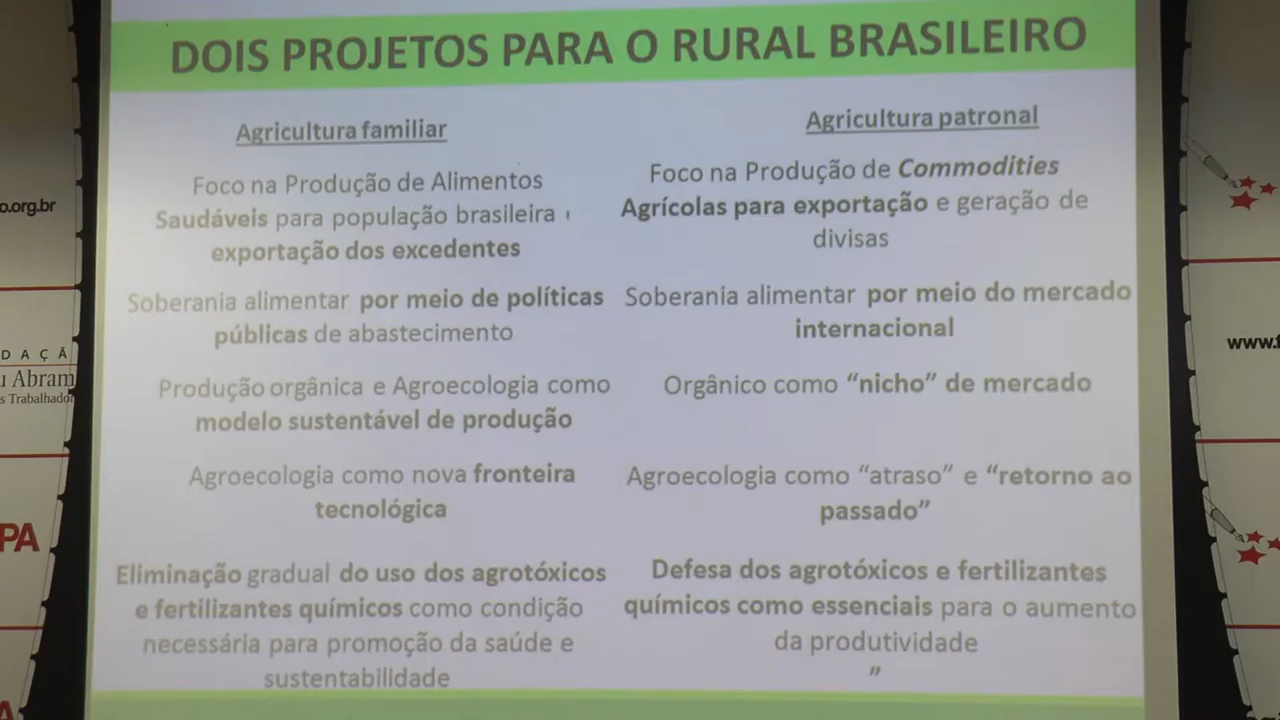 DOIS PROJETOS PARA O RURAL BRASILEIRO
Agricultura familiar
Foco na Produção de Alimentos
Saudáveis para população brasileira
exportação dos excedentes
Soberania alimentar por meio de políticas
públicas de abastecimento
Produção orgânica e Agroecologia como
modelo sustentável de produção
Agroecologia como nova fronteira
tecnológica
Eliminação gradual do uso dos agrotóxicos
e fertilizantes químicos como condição
necessária para promoção da saúde e
sustentabilidade
Agricultura patronal
Foco na Produção de Commodities
Agrícolas para exportação e geração de
divisas
Soberania alimentar por meio do mercado
internacional
Orgânico como “nicho” de mercado
Agroecologia como “atraso” e “retorno ao
passado”
Defesa dos agrotóxicos e fertilizantes
químicos como essenciais para o aumento
da produtividade
”
o.org.br
D A Ç Ã
u Abram
s Trabalhador
PA
A
www.f